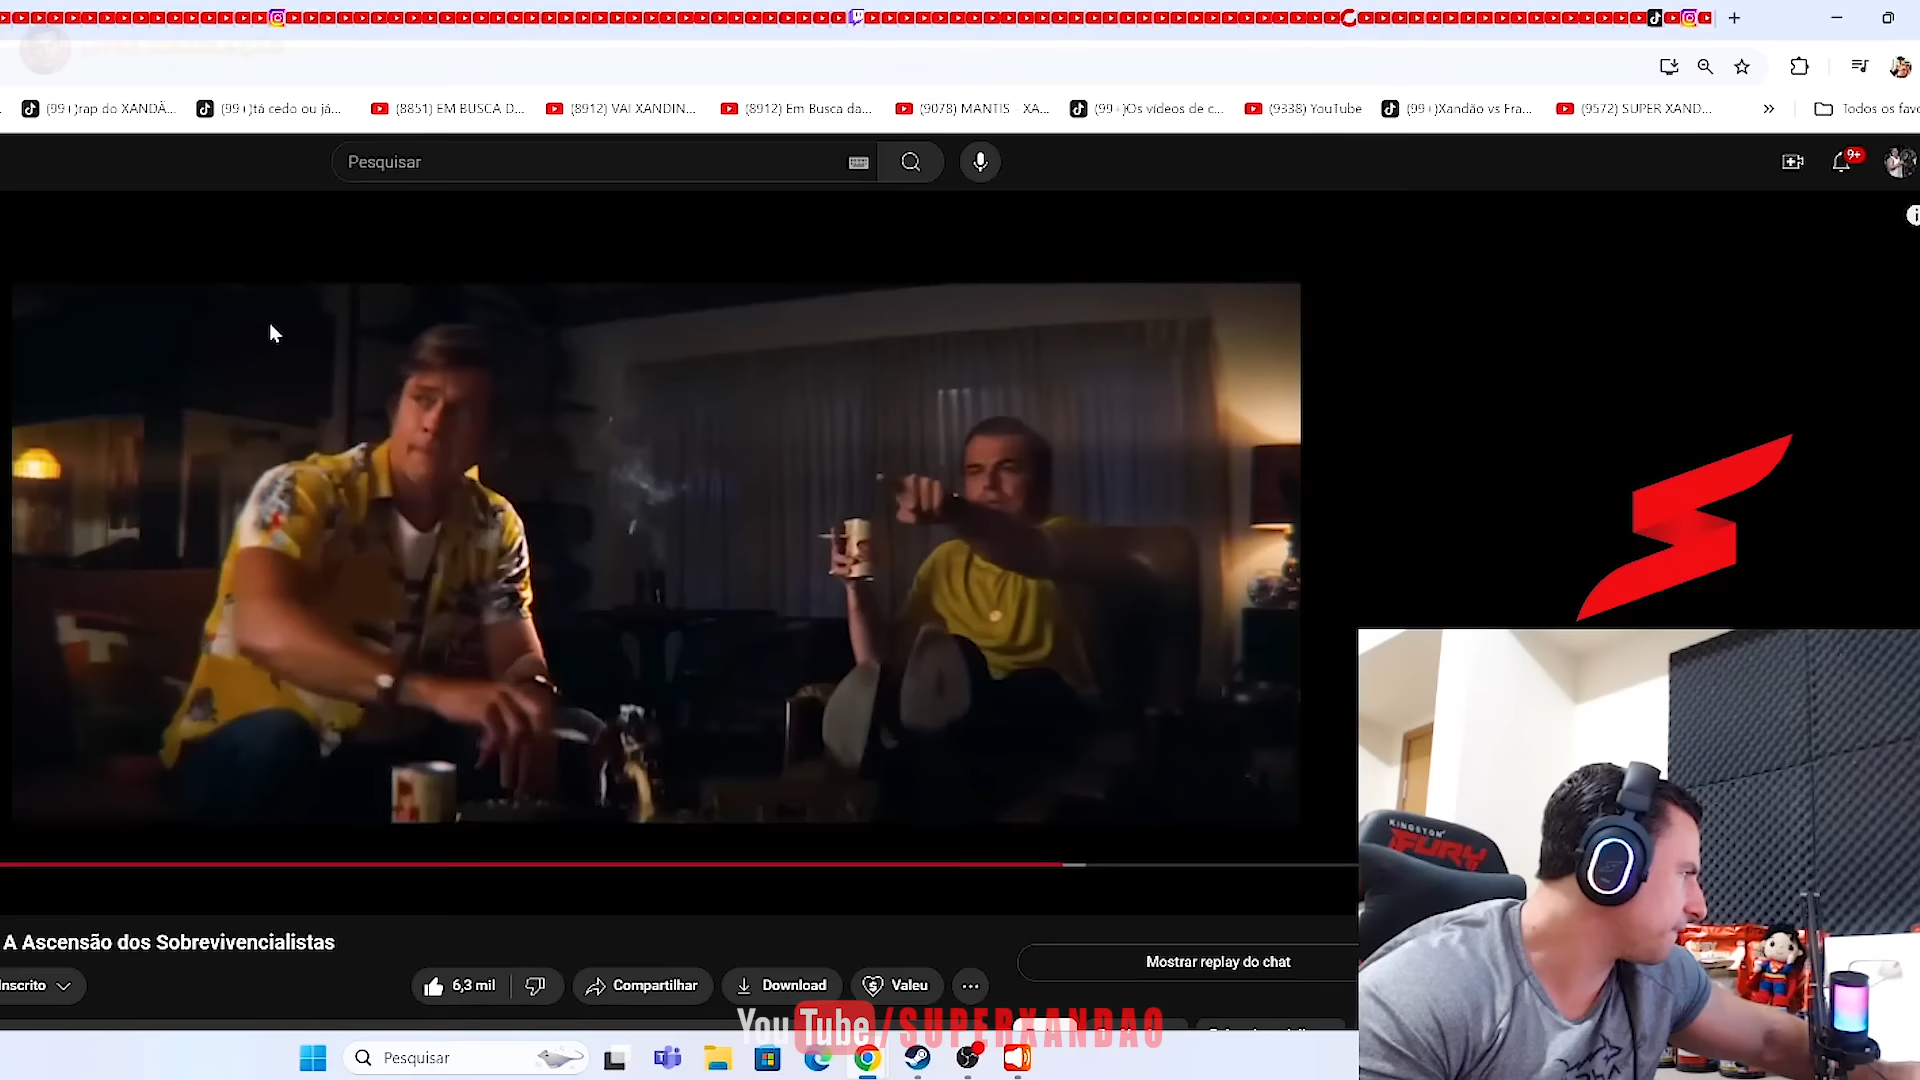 (99+)rap do XANDÃ...
(99+)tá cedo ou já...
(8851) EM BUSCA D...
(8912) VAI XANDIN...
(8912) Em Busca da...
(9078) MANTIS - XA...
(99+)Os vídeos de c...
(9338) YouTube
(99+)Xandão vs Fra...
(9572) SUPER XAND...
Todos os favo
Pesquisar
9+
KINGSTON
FURY
A Ascensão dos Sobrevivencialistas
Mostrar replay do chat
Inscrito
6,3 mil
Compartilhar
Download
Valeu
YouTube/SUPERXANDAO
Pesquisar